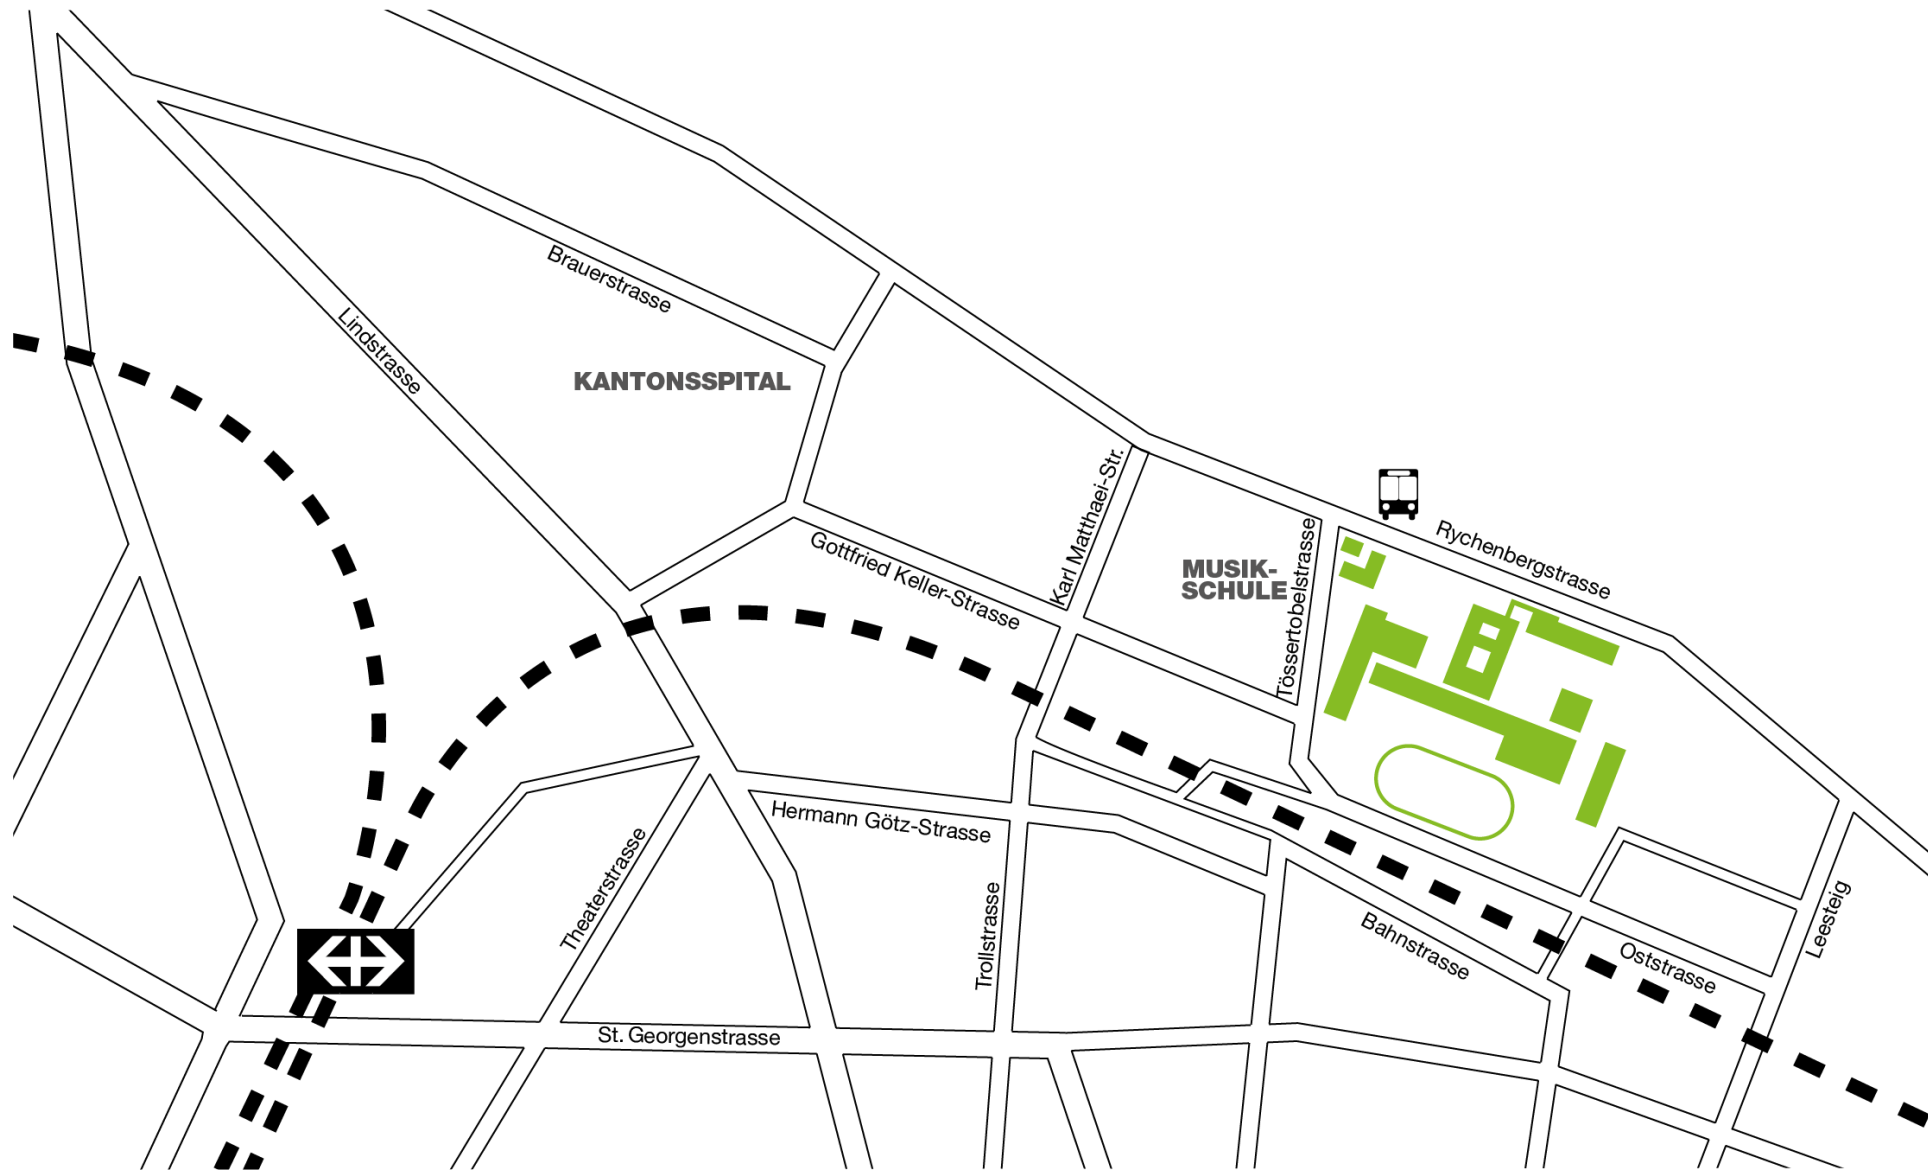 Brauerstrasse
Lindstrasse
KANTONSSPITAL
Karl Matthaei-Str.
Rychenbergstrasse
Gottfried Keller-Strasse
MUSIK-
SCHULE
Tössertobelstrasse
Hermann Götz-Strasse
Theaterstrasse
Trollstrasse
Bahnstrasse
Leesteig
Oststrasse
St. Georgenstrasse